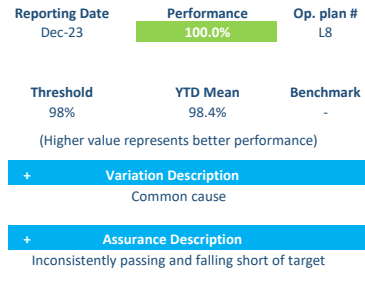 Reporting Date Performance Op. plan #
Dec-23 100.0% L8
Threshold YTD Mean Benchmark
98% 98.4% -
(Higher value represents better performance)
+ Variation Description
Common cause
+ Assurance Description
Inconsistently passing and falling short of target